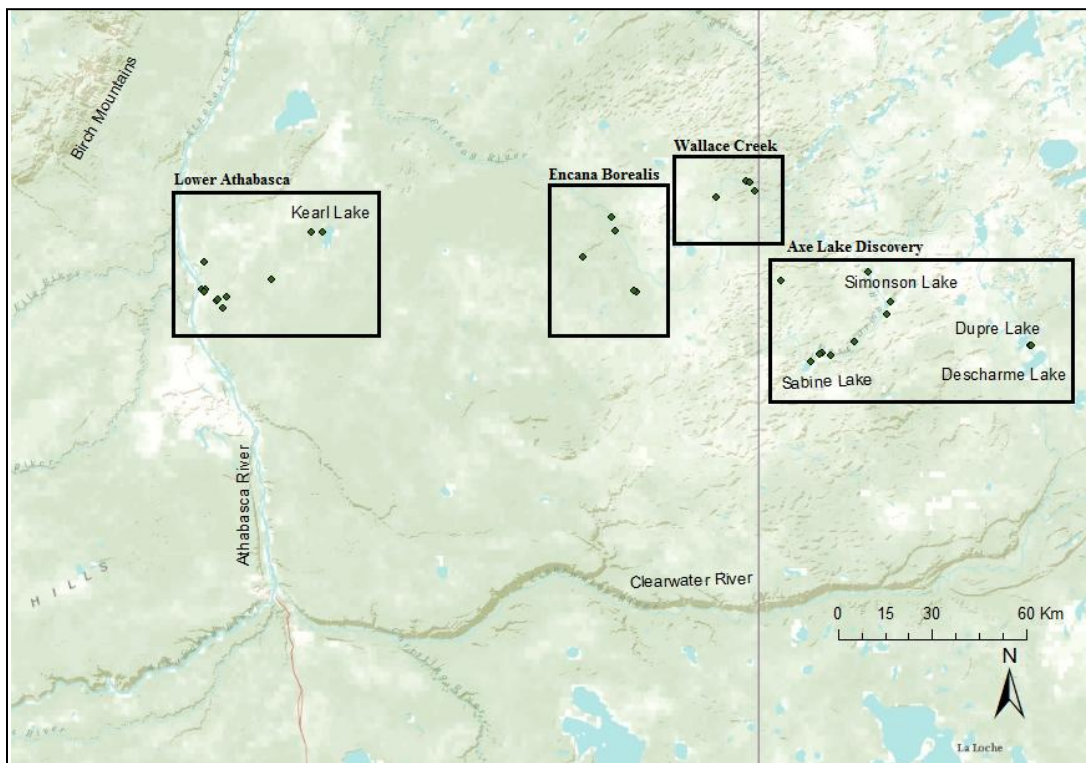 Birch Mountains
Wallace Creek
Encana Borealis
Lower Athabasca
Kearl Lake
Axe Lake Discovery
Simonson Lake
Dupre Lake
Sabine Lake
Descharme Lake
Athabasca River
HILLS
Clearwater River
0 15 30 60 Km
N
La Loche